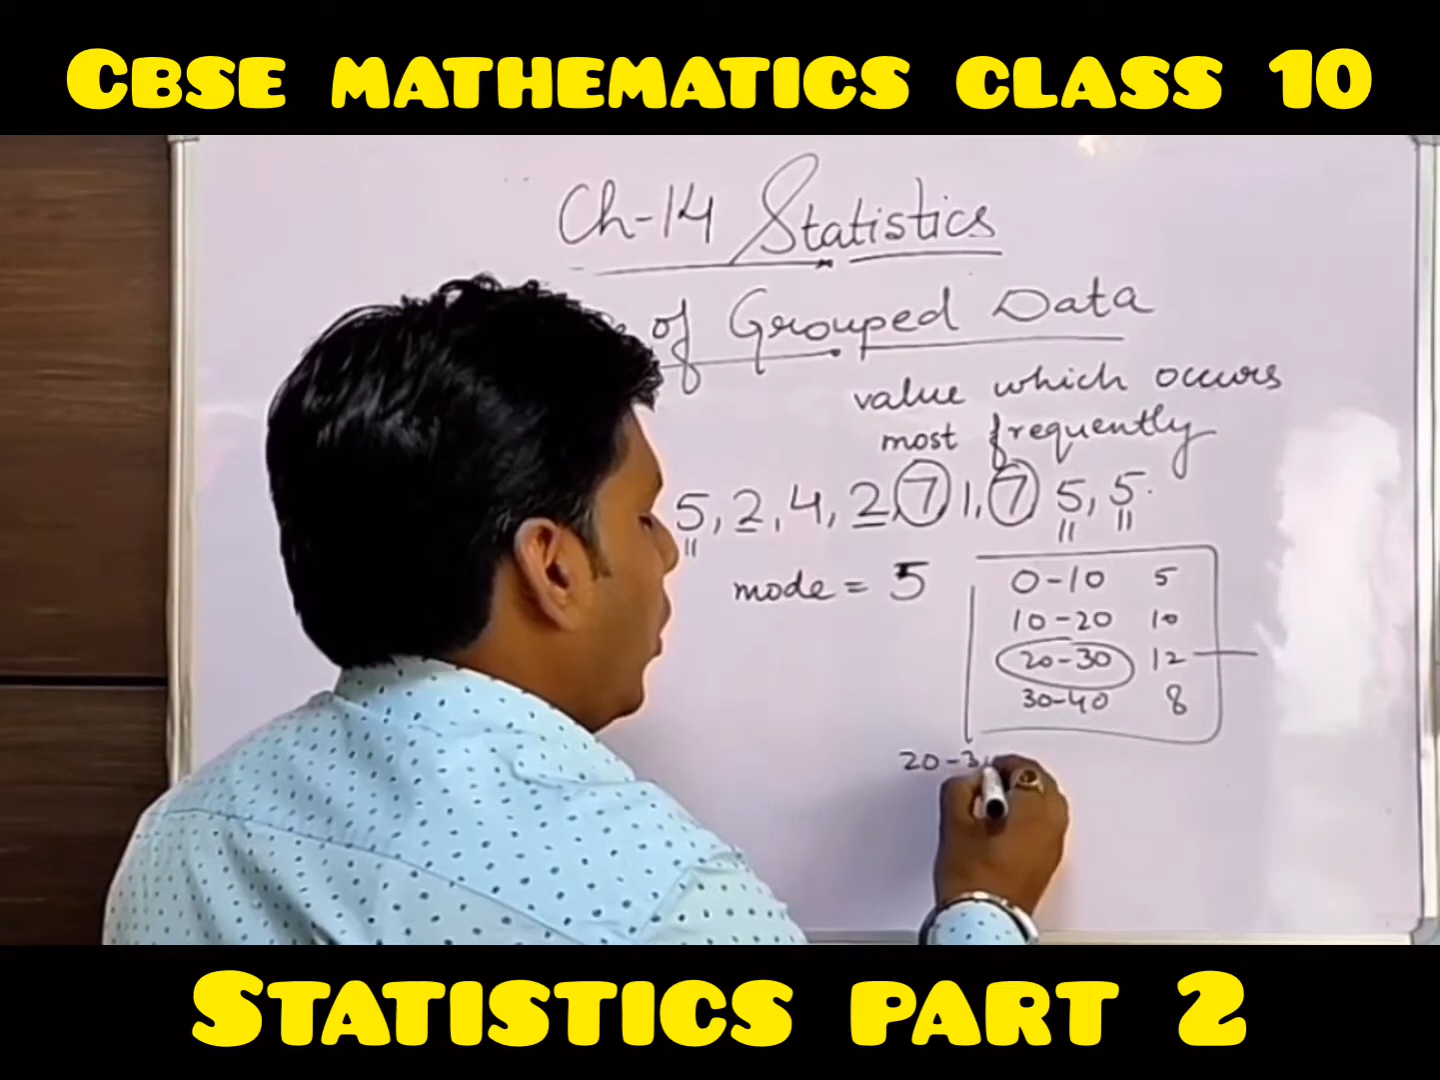 CBSE MATHEMATICS CLASS 10
Ch-14 Statistics
of Grouped Data
value which occurs
most frequently
5, 2, 4, 2, 7, 1, 7 5, 5.
mode = 5
0-10 5
10-20 10
20-30 12
30-40 8
20-3
STATISTICS PART 2